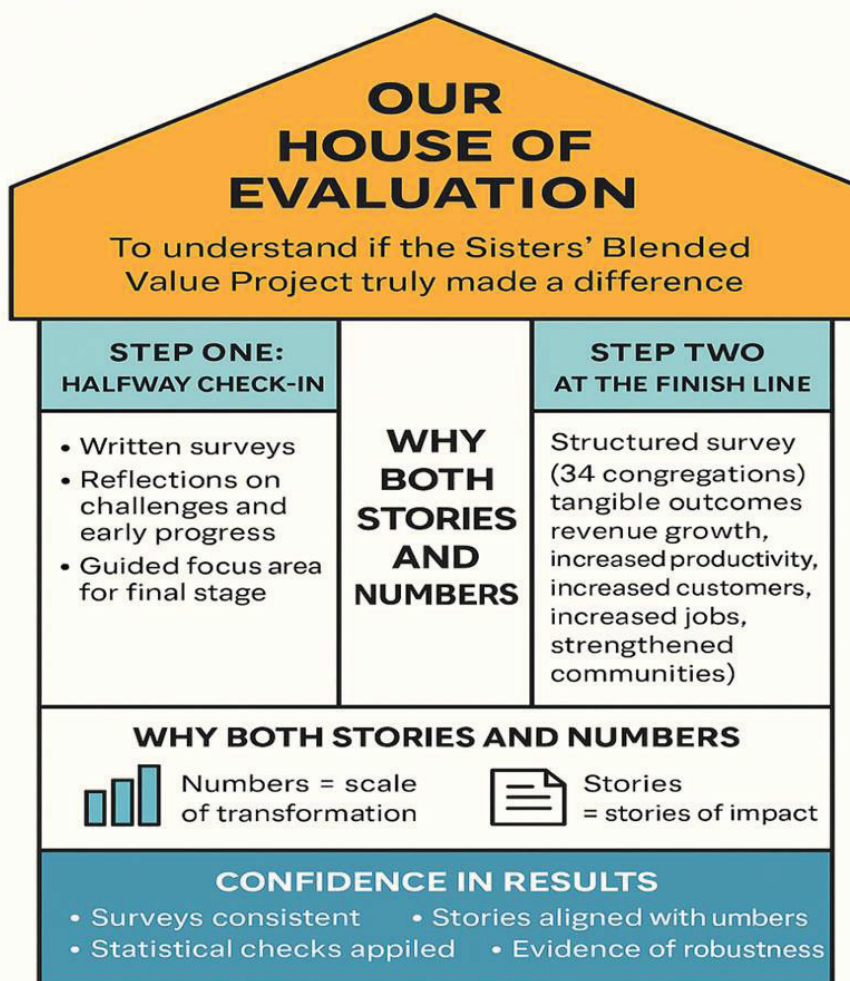 OUR
HOUSE OF
EVALUATION
To understand if the Sisters’ Blended
Value Project truly made a difference
STEP ONE:
HALFWAY CHECK-IN
• Written surveys
• Reflections on
challenges and
early progress
• Guided focus area
for final stage
WHY
BOTH
STORIES
AND
NUMBERS
STEP TWO
AT THE FINISH LINE
Structured survey
(34 congregations)
tangible outcomes
revenue growth,
increased productivity,
increased customers,
increased jobs,
strengthened
communities)
WHY BOTH STORIES AND NUMBERS
Numbers = scale
of transformation
Stories
= stories of impact
CONFIDENCE IN RESULTS
• Surveys consistent • Stories aligned with umbers
• Statistical checks appiled • Evidence of robustness